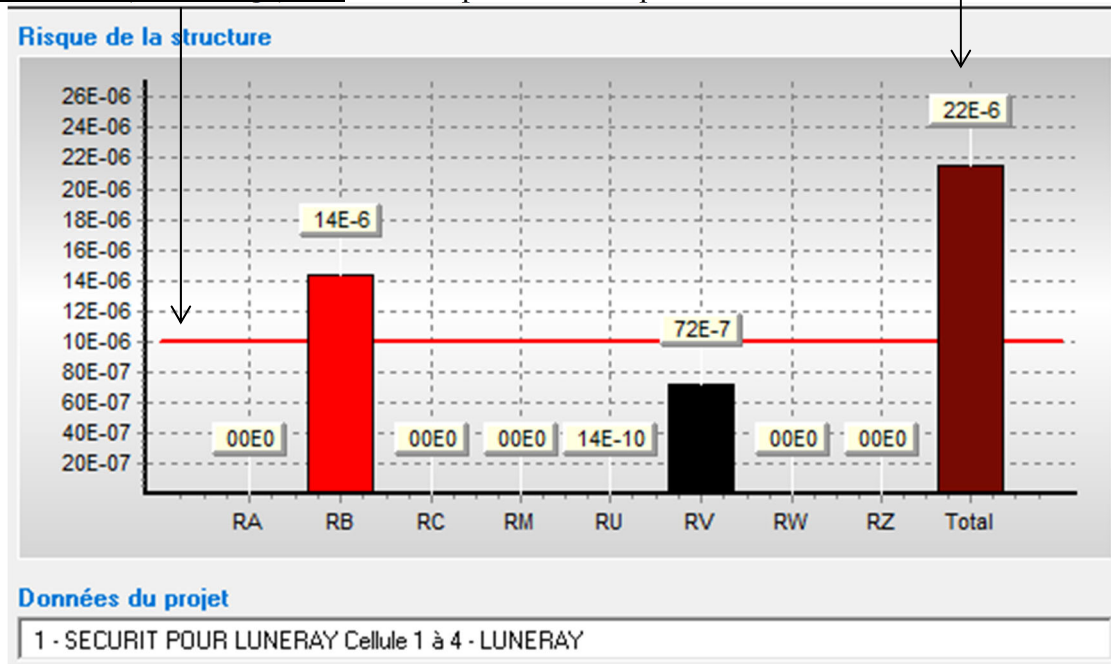 Risque de la structure
26E-06
24E-06
22E-06
20E-06
18E-06
16E-06
14E-06
12E-06
10E-06
80E-07
60E-07
40E-07
20E-07
00E0
14E-6
00E0
00E0
14E-10
72E-7
00E0
00E0
22E-6
RA RB RC RM RU RV RW RZ Total
Données du projet
1 - SECURIT POUR LUNERAY Cellule 1 à 4 - LUNERAY